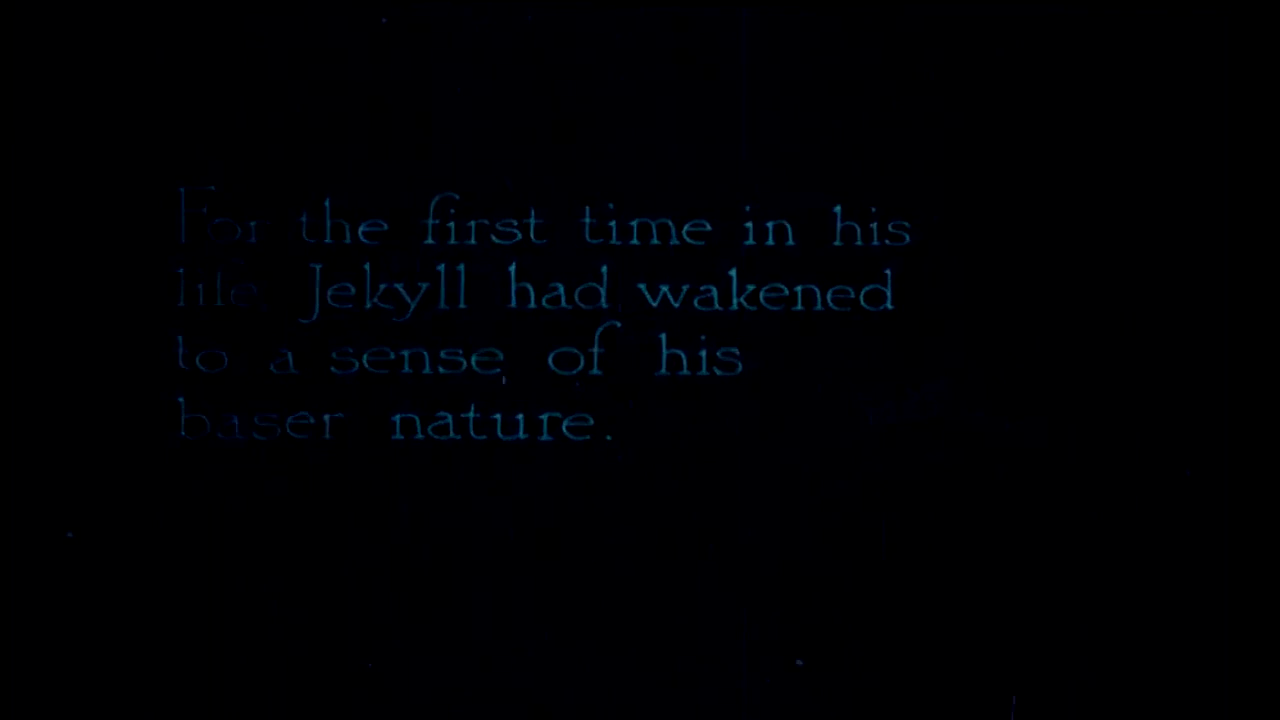 For the first time in his
life, Jekyll had wakened
to a sense of his
baser nature.